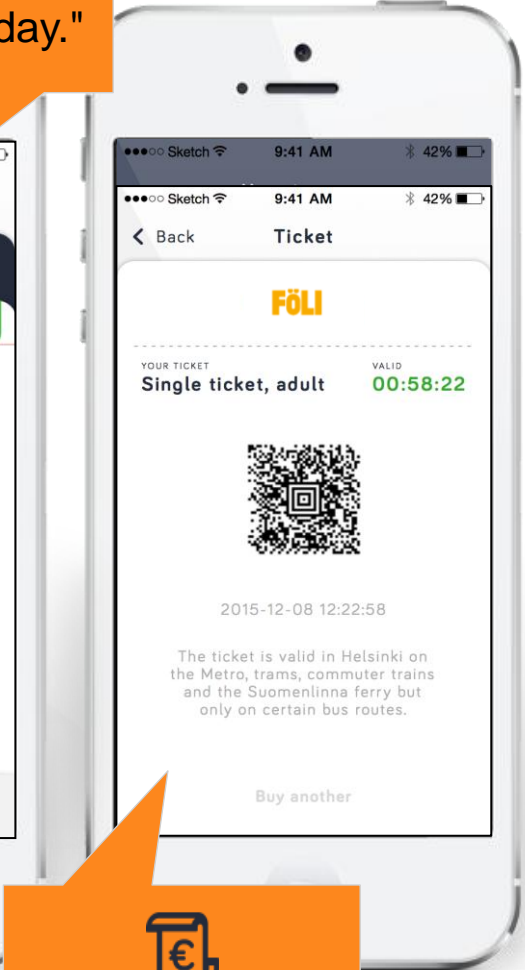 day."
Sketch 9:41 AM 42%
Sketch 9:41 AM 42%
Back Ticket
FÖLI
YOUR TICKET VALID
Single ticket, adult 00:58:22
2015-12-08 12:22:58
The ticket is valid in Helsinki on
the Metro, trams, commuter trains
and the Suomenlinna ferry but
only on certain bus routes.
Buy another
€